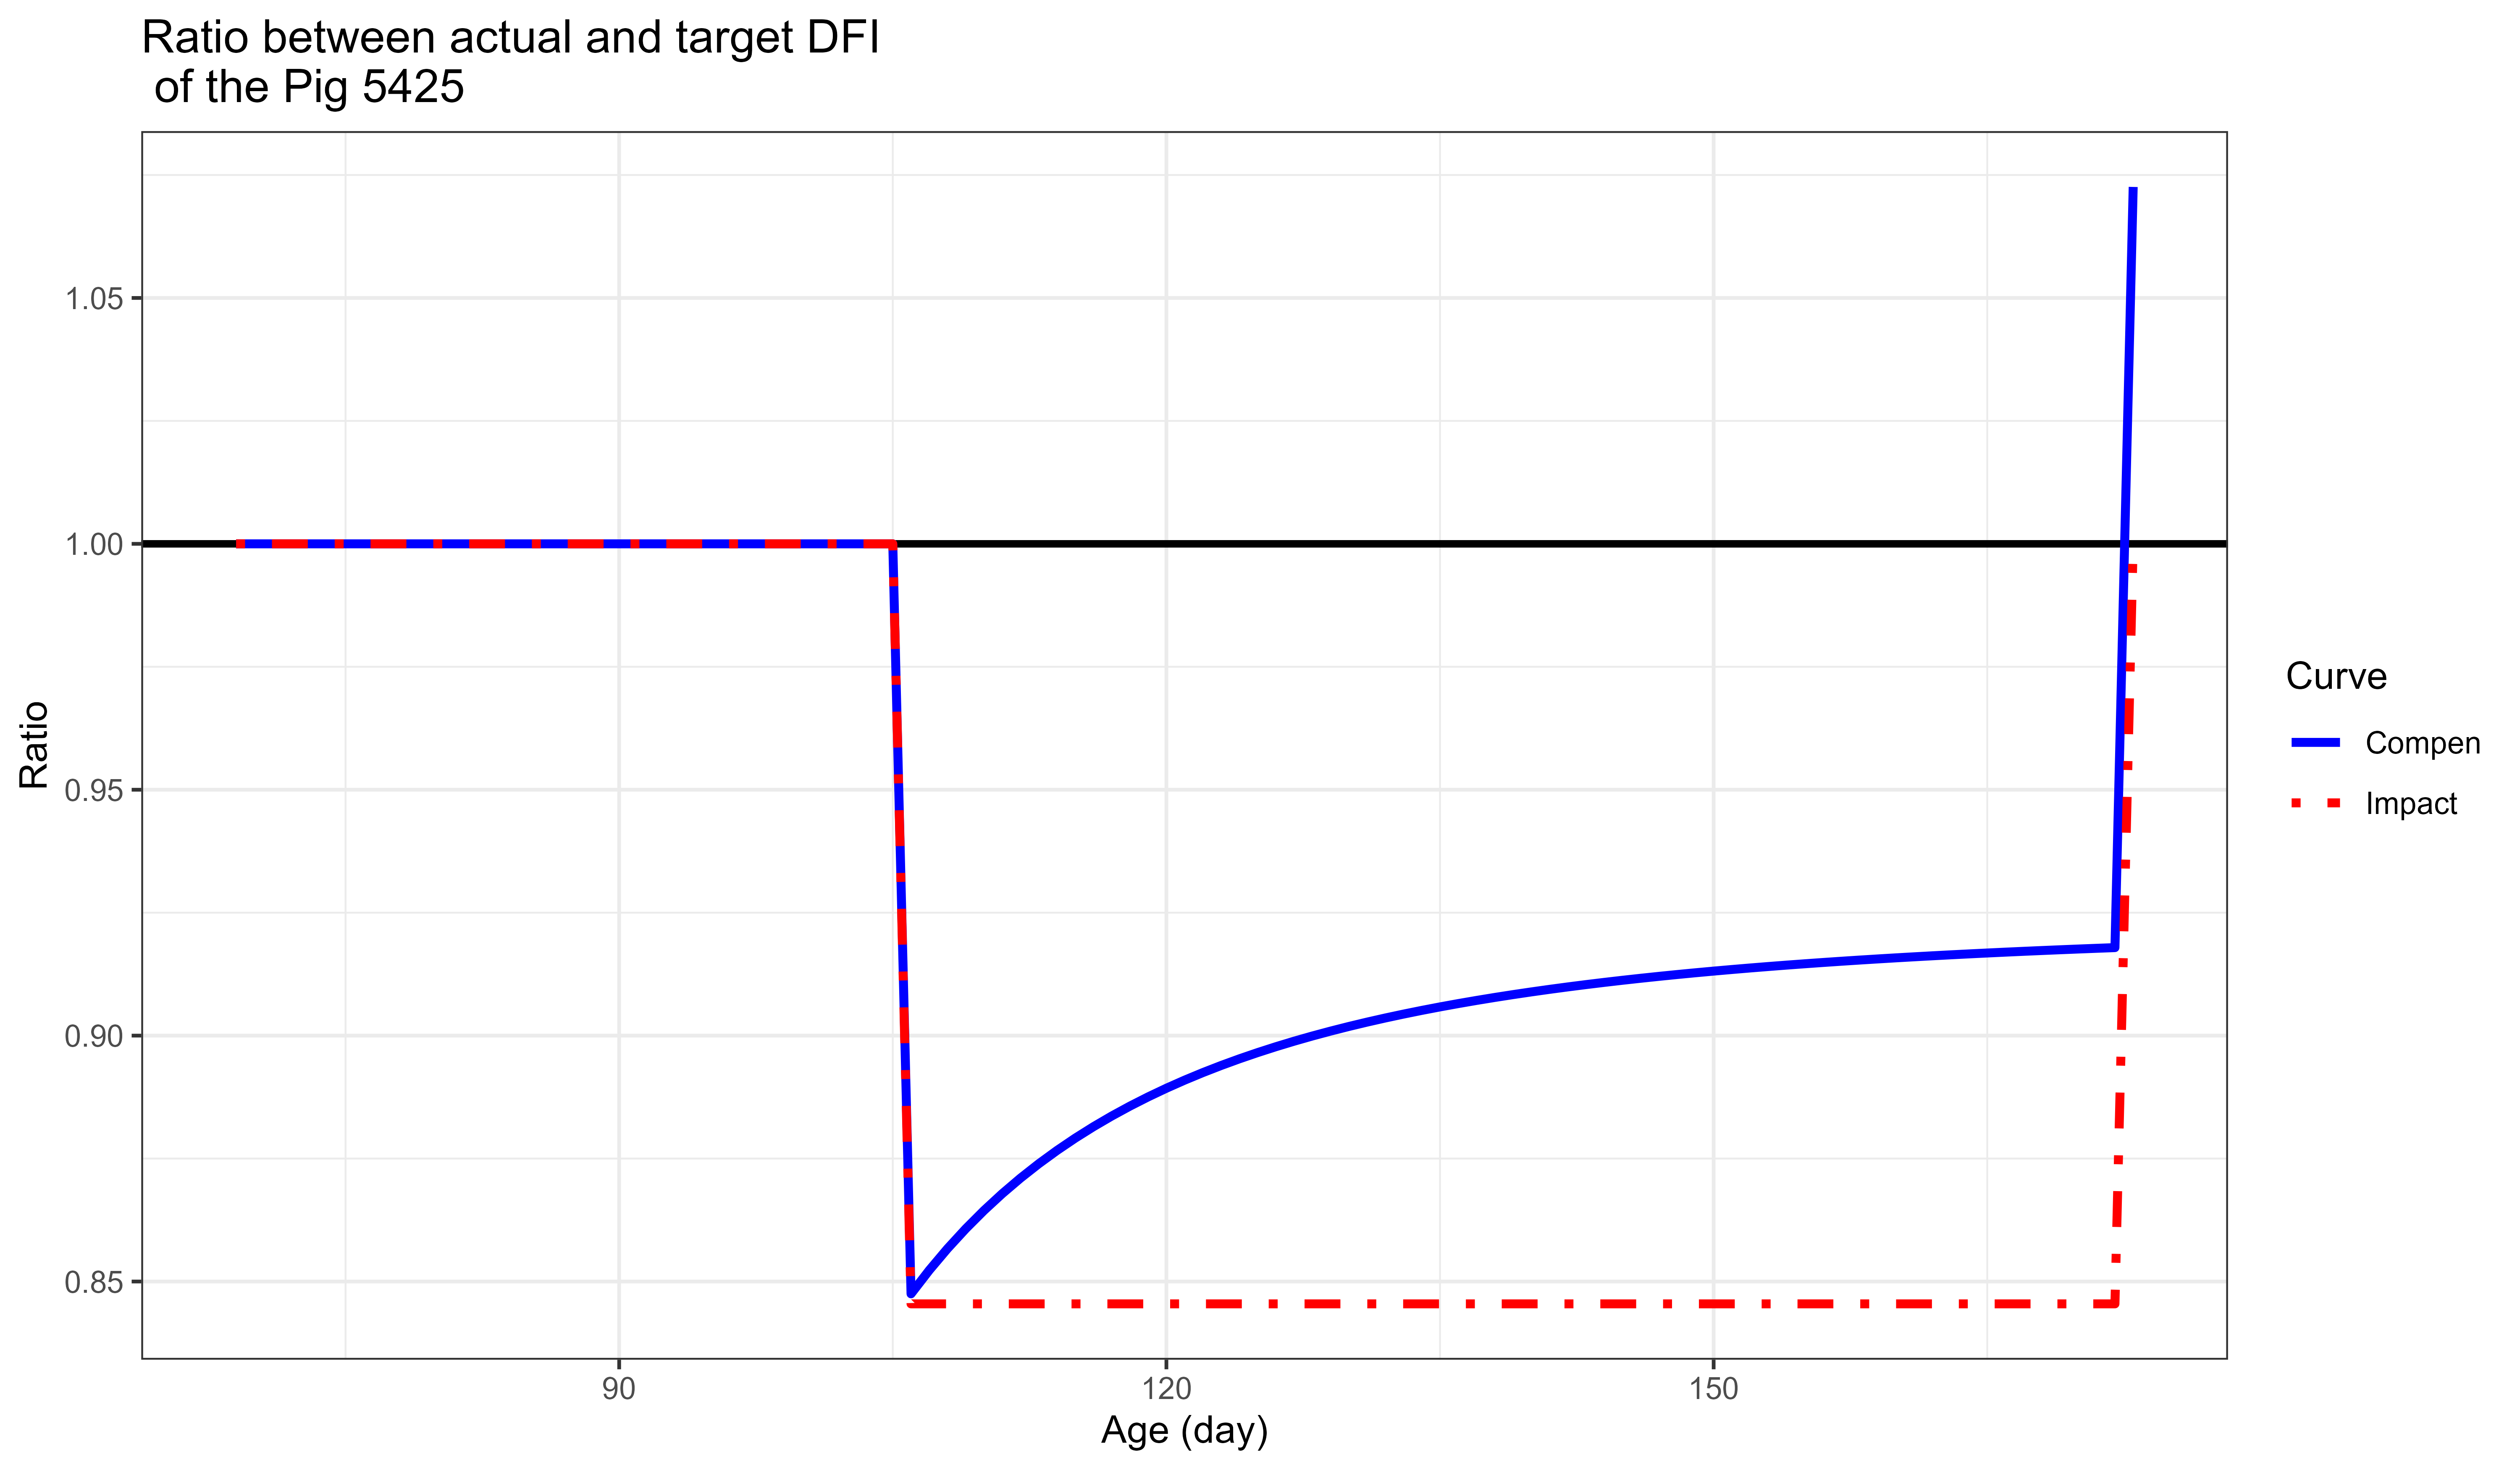 Ratio between actual and target DFI
of the Pig 5425
1.05
1.00
0.95
0.90
0.85
Ratio
90
120
150
Age (day)
Curve
Compen
Impact